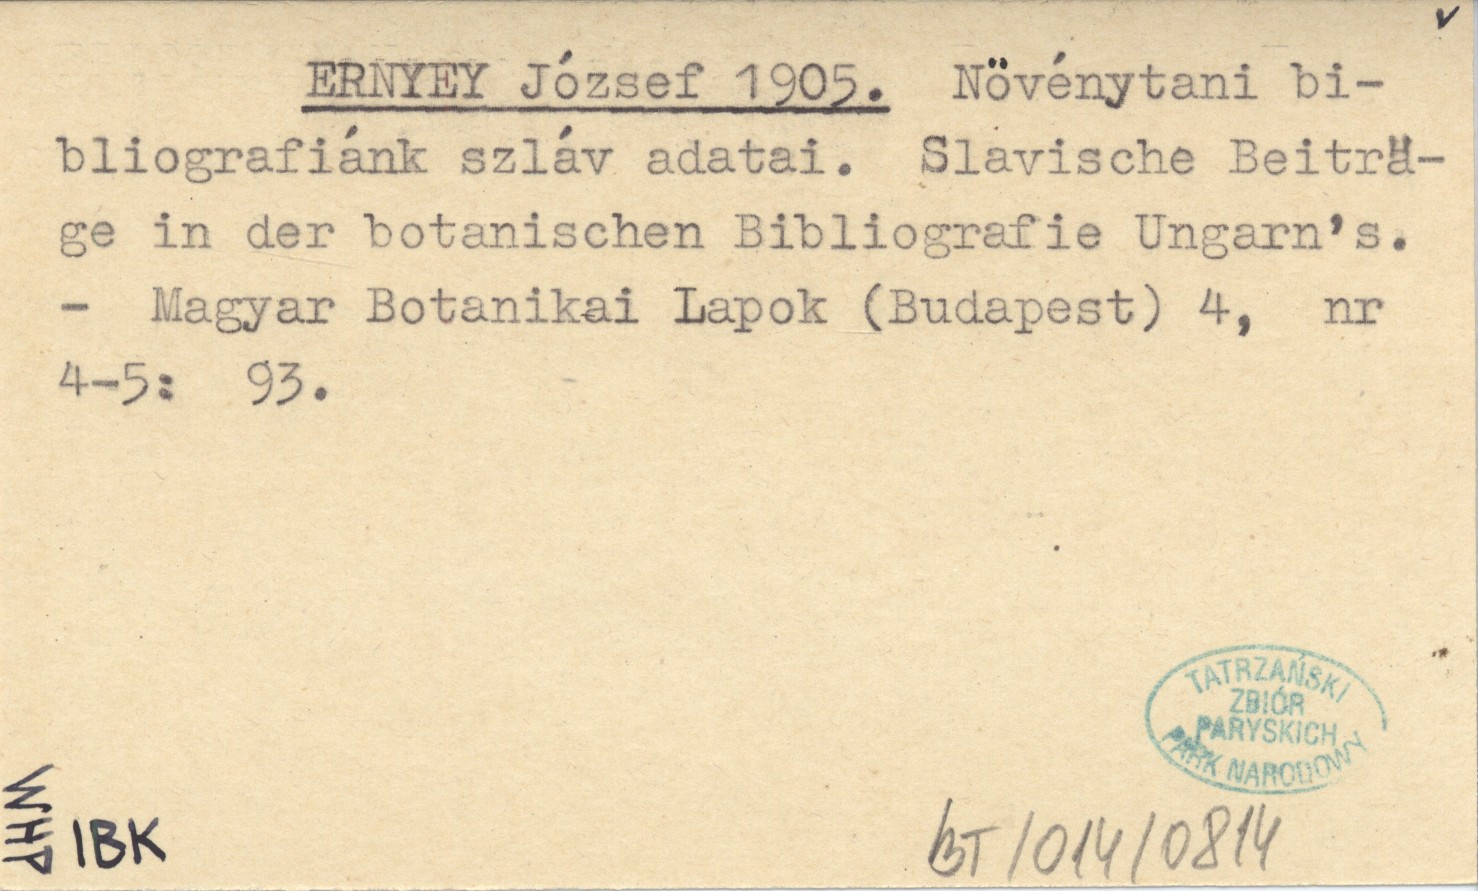 v
ERNYEY József 1905. Növénytani bi-
bliografiánk szláv adatai. Slavische Beiträ-
ge in der botanischen Bibliografie Ungarn's.
- Magyar Botanikai Lapok (Budapest) 4, nr
4-5: 93.
TATRZAŃSKI
ZBIÓR
PARYSKICH
PARK NARODOWY
WHP
IBK
BT/014/0814